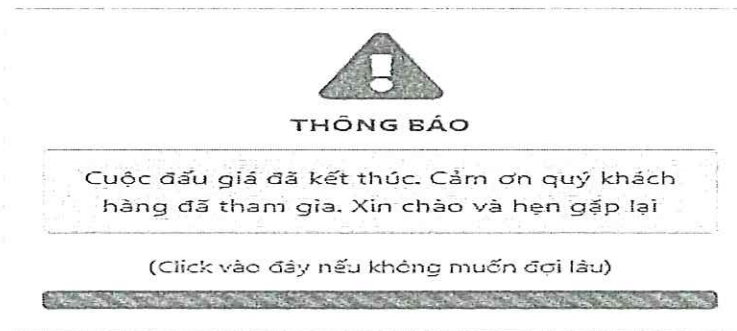 THÔNG BÁO
Cuộc đấu giá đã kết thúc. Cảm ơn quý khách
hàng đã tham gia. Xin chào và hẹn gặp lại
(Click vào đây nếu không muốn đợi lâu)